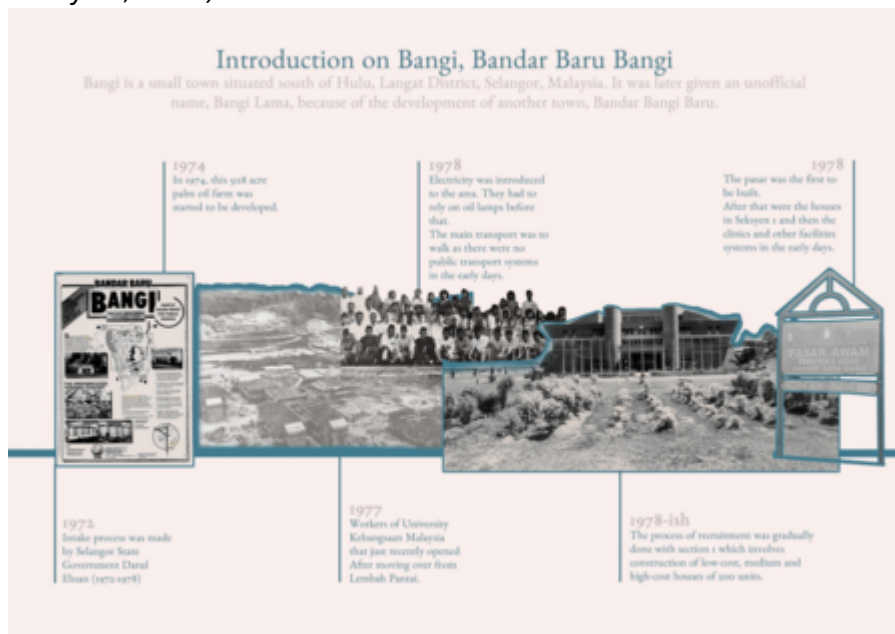 Introduction on Bangi, Bandar Baru Bangi
Bangi is a small town situated south of Hulu, Langat District, Selangor, Malaysia. It was later given an unofficial
name, Bangi Lama, because of the development of another town, Bandar Bangi Baru.
1974
In 1974, this 918 acre
palm oil farm was
started to be developed.
1978
Electricity was introduced
to the area. They had to
rely on oil lamps before
that.
The main transport was to
walk as there were no
public transport systems
in the early days.
1978
The pasar was the first to
be built.
After that were the houses
in Seksyen 1 and then the
clinics and other facilities
systems in the early days.
BANDAR BARU
BANGI
PASAR AWAM
1972
Intake process was made
by Selangor State
Government Darul
Ehsan (1972-1978)
1977
Workers of University
Kebangsaan Malaysia
that just recently opened
After moving over from
Lembah Pantai.
1978-ish
The process of recruitment was gradually
done with section 1 which involves
construction of low-cost, medium and
high-cost houses of 200 units.